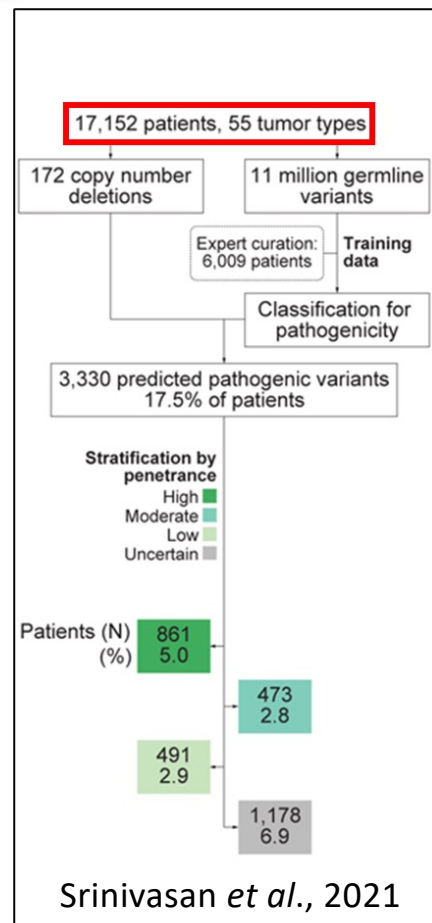 17,152 patients, 55 tumor types
172 copy number
deletions
11 million germline
variants
Expert curation:
6,009 patients
Training
data
Classification for
pathogenicity
3,330 predicted pathogenic variants
17.5% of patients
Stratification by
penetrance
High
Moderate
Low
Uncertain
Patients (N)
(%)
861
5.0
473
2.8
491
2.9
1,178
6.9
Srinivasan et al., 2021